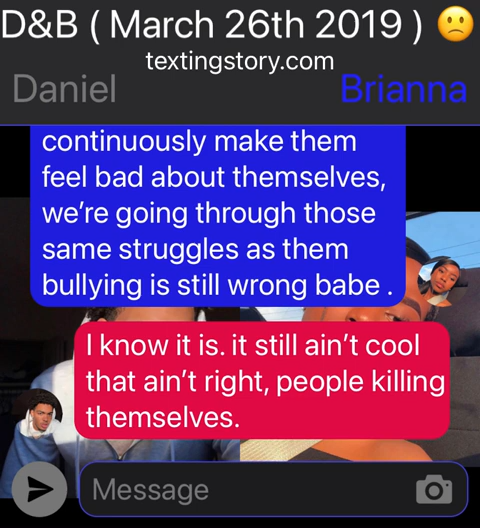 D&B ( March 26th 2019 ) 🙁
textingstory.com
Daniel
Brianna
continuously make them
feel bad about themselves,
we’re going through those
same struggles as them
bullying is still wrong babe .
I know it is. it still ain’t cool
that ain’t right, people killing
themselves.
Message